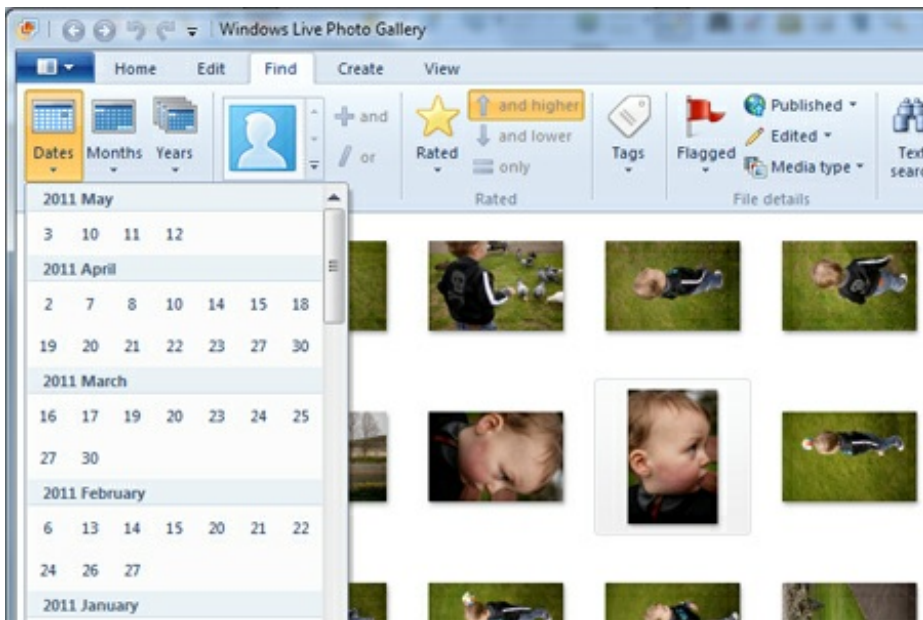 Windows Live Photo Gallery
Home Edit Find Create View
Dates Months Years
and
or
Rated
and higher
and lower
only
Rated
Tags
Flagged
Published
Edited
Media type
File details
Text
2011 May
3 10 11 12
2011 April
2 7 8 10 14 15 18
19 20 21 22 23 27 30
2011 March
16 17 19 20 23 24 25
27 30
2011 February
6 13 14 15 20 21 22
24 26 27
2011 January